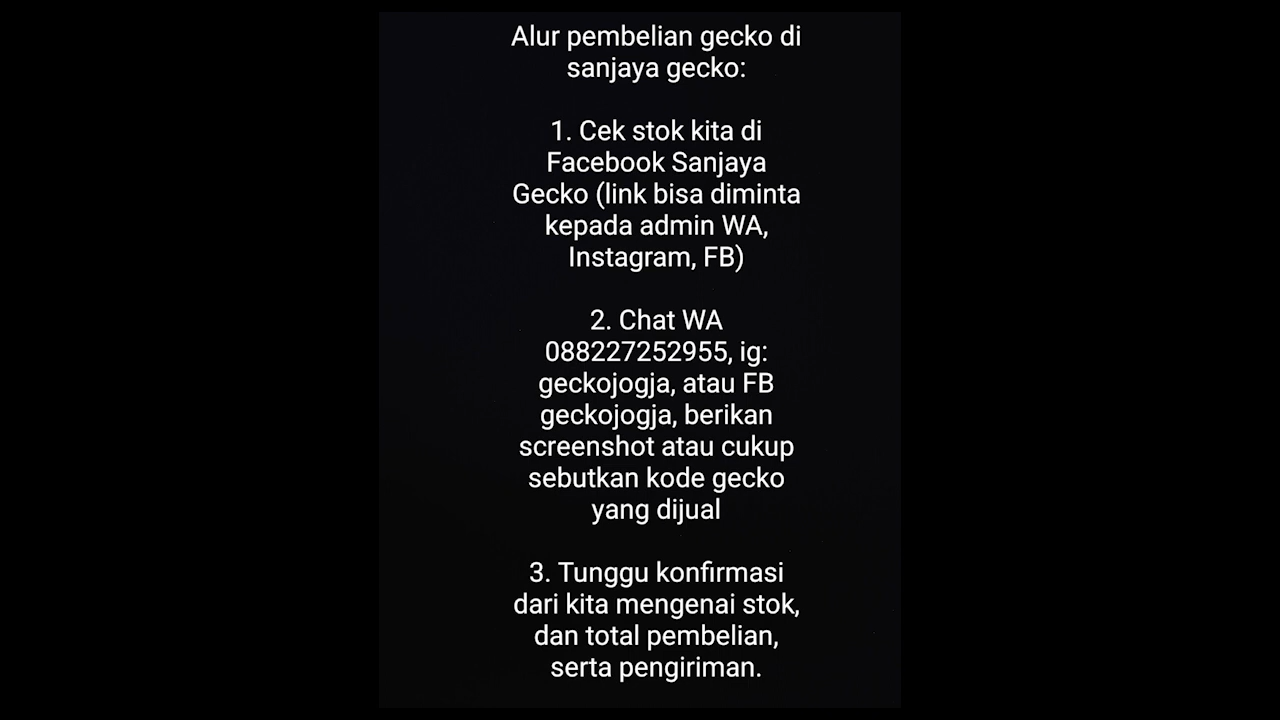 Alur pembelian gecko di
sanjaya gecko:
1. Cek stok kita di
Facebook Sanjaya
Gecko (link bisa diminta
kepada admin WA,
Instagram, FB)
2. Chat WA
088227252955, ig:
geckojogja, atau FB
geckojogja, berikan
screenshot atau cukup
sebutkan kode gecko
yang dijual
3. Tunggu konfirmasi
dari kita mengenai stok,
dan total pembelian,
serta pengiriman.